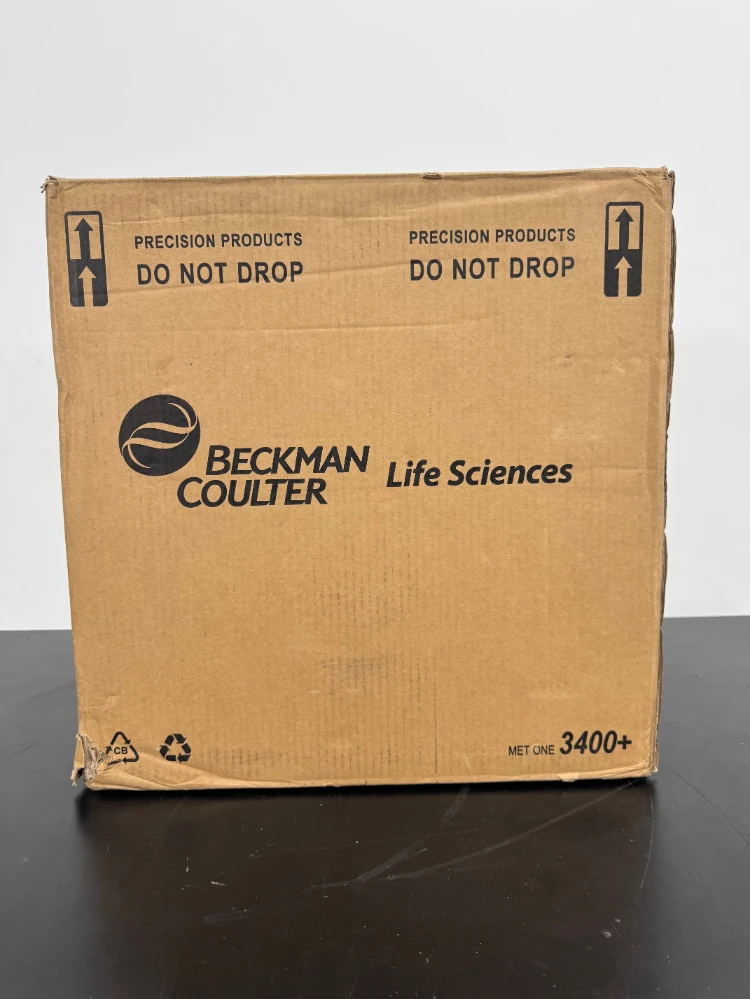 PRECISION PRODUCTS
DO NOT DROP
PRECISION PRODUCTS
DO NOT DROP
BECKMAN
COULTER
Life Sciences
CB
MET ONE 3400+